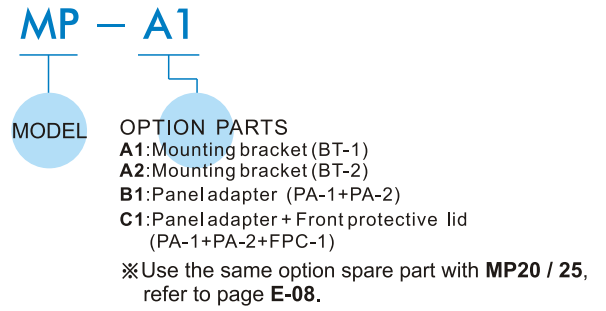 MP — A1
MODEL
OPTION PARTS
A1:Mounting bracket (BT-1)
A2:Mounting bracket (BT-2)
B1:Panel adapter (PA-1+PA-2)
C1:Panel adapter + Front protective lid
(PA-1+PA-2+FPC-1)
※Use the same option spare part with MP20 / 25,
refer to page E-08.